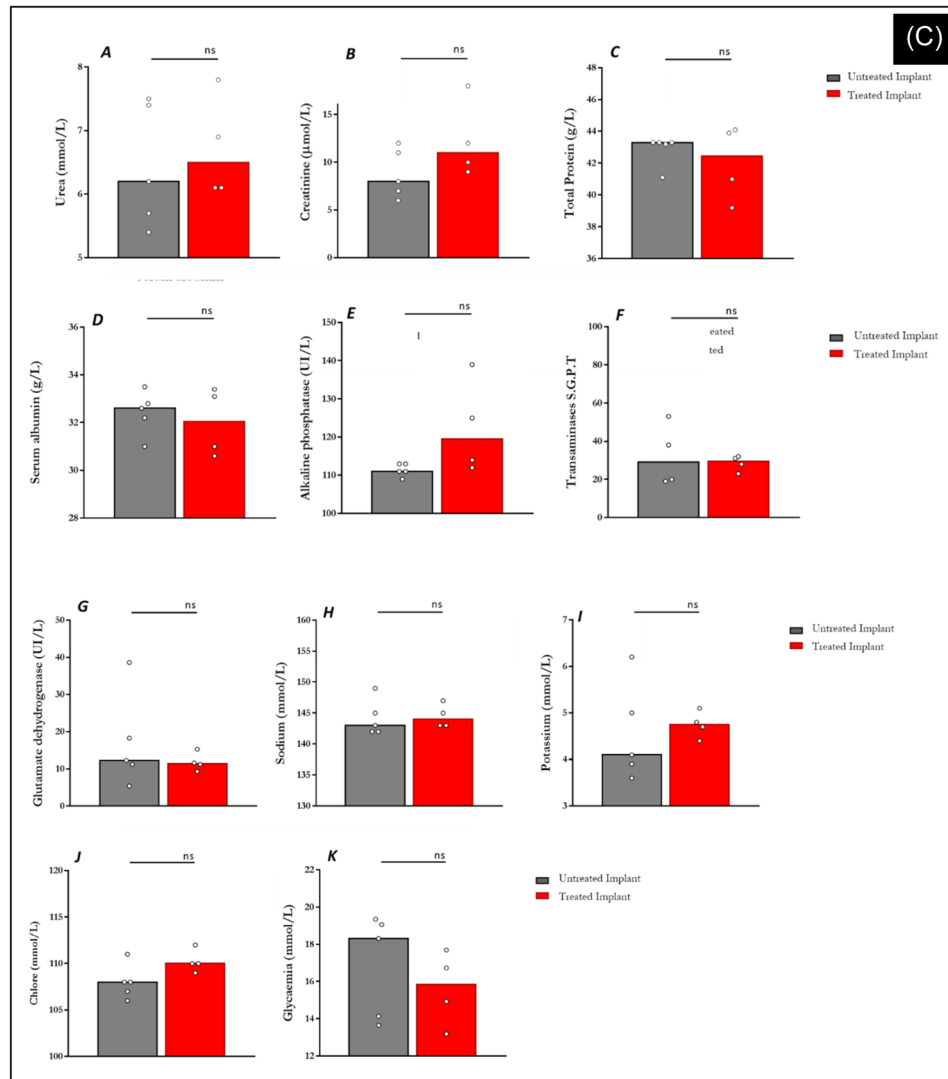 (C)
A
ns
Urea (mmol/L)
8
7
6
5
B
ns
Creatinine (µmol/L)
15
10
5
0
C
ns
Total Protein (g/L)
48
46
44
42
40
38
36
Untreated Implant
Treated Implant
D
ns
Serum albumin (g/L)
36
34
32
30
28
E
ns
Alkaline phosphatase (UI/L)
150
140
130
120
110
100
F
ns
eated
ted
Transaminases S.G.P.T
100
80
60
40
20
0
Untreated Implant
Treated Implant
G
ns
Glutamate dehydrogenase (UI/L)
50
40
30
20
10
0
H
ns
Sodium (mmol/L)
160
155
150
145
140
135
130
I
ns
Potassium (mmol/L)
7
6
5
4
3
Untreated Implant
Treated Implant
J
ns
Chlore (mmol/L)
120
115
110
105
100
K
ns
Glycaemia (mmol/L)
22
20
18
16
14
12
Untreated Implant
Treated Implant